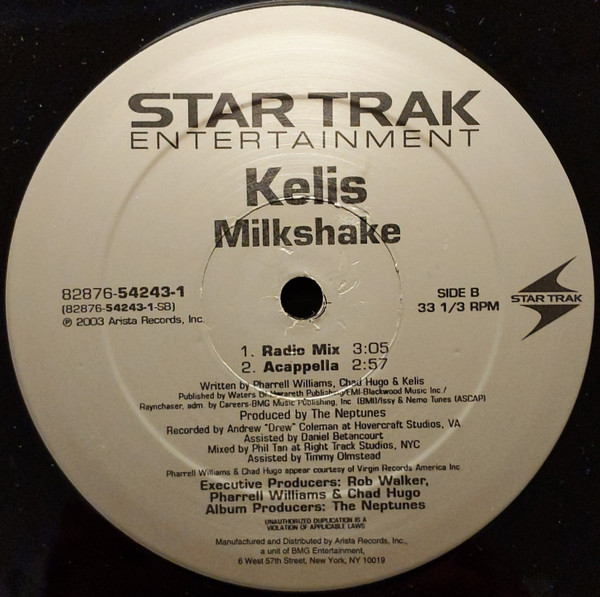 STAR TRAK
ENTERTAINMENT
Kelis
Milkshake
82876-54243-1
(82876-54243-1-SB)
℗ 2003 Arista Records, Inc.
SIDE B
33 1/3 RPM
STAR TRAK
1. Radio Mix 3:05
2. Acappella 2:57
Written by Pharrell Williams, Chad Hugo & Kelis
Published by Waters Of Nazareth Publishing/EMI-Blackwood Music Inc./
Raynchaser, adm. by Careers-BMG Music Publishing, Inc (BMI)/Issy & Nemo Tunes (ASCAP)
Produced by The Neptunes
Recorded by Andrew "Drew" Coleman at Hovercraft Studios, VA
Assisted by Daniel Betancourt
Mixed by Phil Tan at Right Track Studios, NYC
Assisted by Timmy Olmstead
Pharrell Williams & Chad Hugo appear courtesy of Virgin Records America Inc
Executive Producers: Rob Walker,
Pharrell Williams & Chad Hugo
Album Producers: The Neptunes
UNAUTHORIZED DUPLICATION IS A
VIOLATION OF APPLICABLE LAWS
Manufactured and Distributed by Arista Records, Inc.,
a unit of BMG Entertainment,
6 West 57th Street, New York, NY 10019